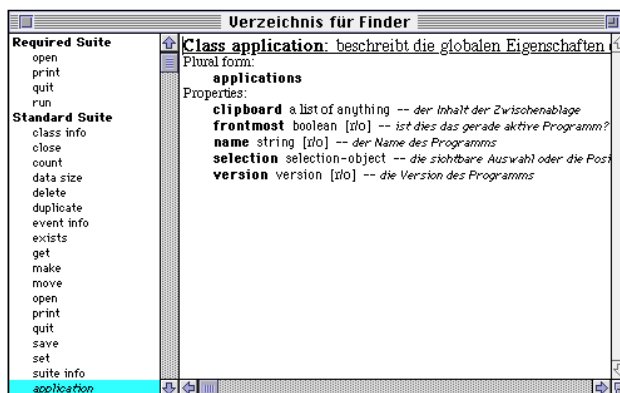 Verzeichnis für Finder
Required Suite
open
print
quit
run
Standard Suite
class info
close
count
data size
delete
duplicate
event info
exists
get
make
move
open
print
quit
save
set
suite info
application
Class application: beschreibt die globalen Eigenschaften
Plural form:
applications
Properties:
clipboard a list of anything -- der Inhalt der Zwischenablage
frontmost boolean [r/o] -- ist dies das gerade aktive Programm?
name string [r/o] -- der Name des Programms
selection selection-object -- die sichtbare Auswahl oder die Posi
version version [r/o] -- die Version des Programms